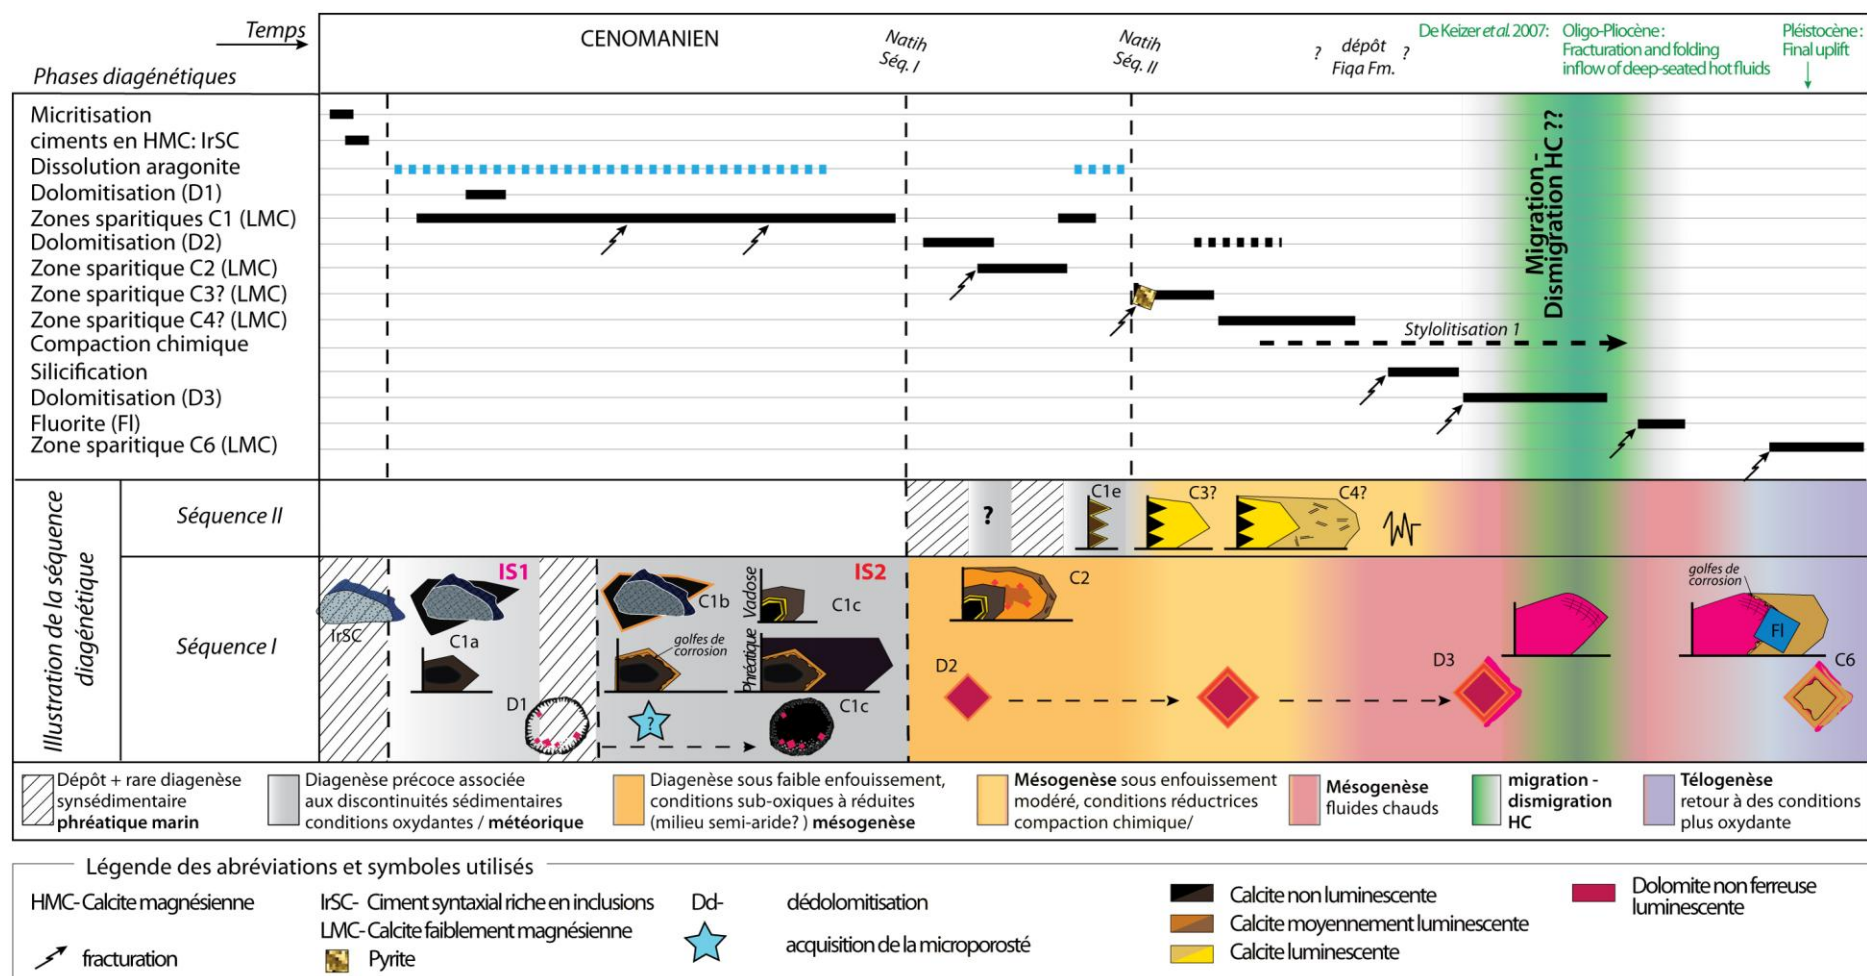 Temps
Phases diagénétiques
CENOMANIEN
Natih
Séq. I
Natih
Séq. II
? dépôt ?
Fiqa Fm.
De Keizer et al. 2007:
Oligo-Pliocène :
Fracturation and folding
inflow of deep-seated hot fluids
Pléistocène :
Final uplift
Micritisation
ciments en HMC: IrSC
Dissolution aragonite
Dolomitisation (D1)
Zones sparitiques C1 (LMC)
Dolomitisation (D2)
Zone sparitique C2 (LMC)
Zone sparitique C3? (LMC)
Zone sparitique C4? (LMC)
Compaction chimique
Silicification
Dolomitisation (D3)
Fluorite (Fl)
Zone sparitique C6 (LMC)
Stylolitisation 1
Migration -
Dismigration HC ??
Illustration de la séquence
diagénétique
Séquence II
?
C1e
C3?
C4?
Séquence I
IrSC
IS1
C1a
D1
C1b
golfes de
corrosion
?
IS2
Vadose
C1c
Phréatique
C1c
C2
D2
D3
golfes de
corrosion
Fl
C6
Dépôt + rare diagenèse
synsédimentaire
phréatique marin
Diagenèse précoce associée
aux discontinuités sédimentaires
conditions oxydantes / météorique
Diagenèse sous faible enfouissement,
conditions sub-oxiques à réduites
(milieu semi-aride? ) mésogenèse
Mésogenèse sous enfouissement
modéré, conditions réductrices
compaction chimique/
Mésogenèse
fluides chauds
migration -
dismigration
HC
Télogenèse
retour à des conditions
plus oxydante
Légende des abréviations et symboles utilisés
HMC- Calcite magnésienne
fracturation
IrSC- Ciment syntaxial riche en inclusions
LMC- Calcite faiblement magnésienne
Pyrite
Dd- dédolomitisation
acquisition de la microporosté
Calcite non luminescente
Calcite moyennement luminescente
Calcite luminescente
Dolomite non ferreuse
luminescente